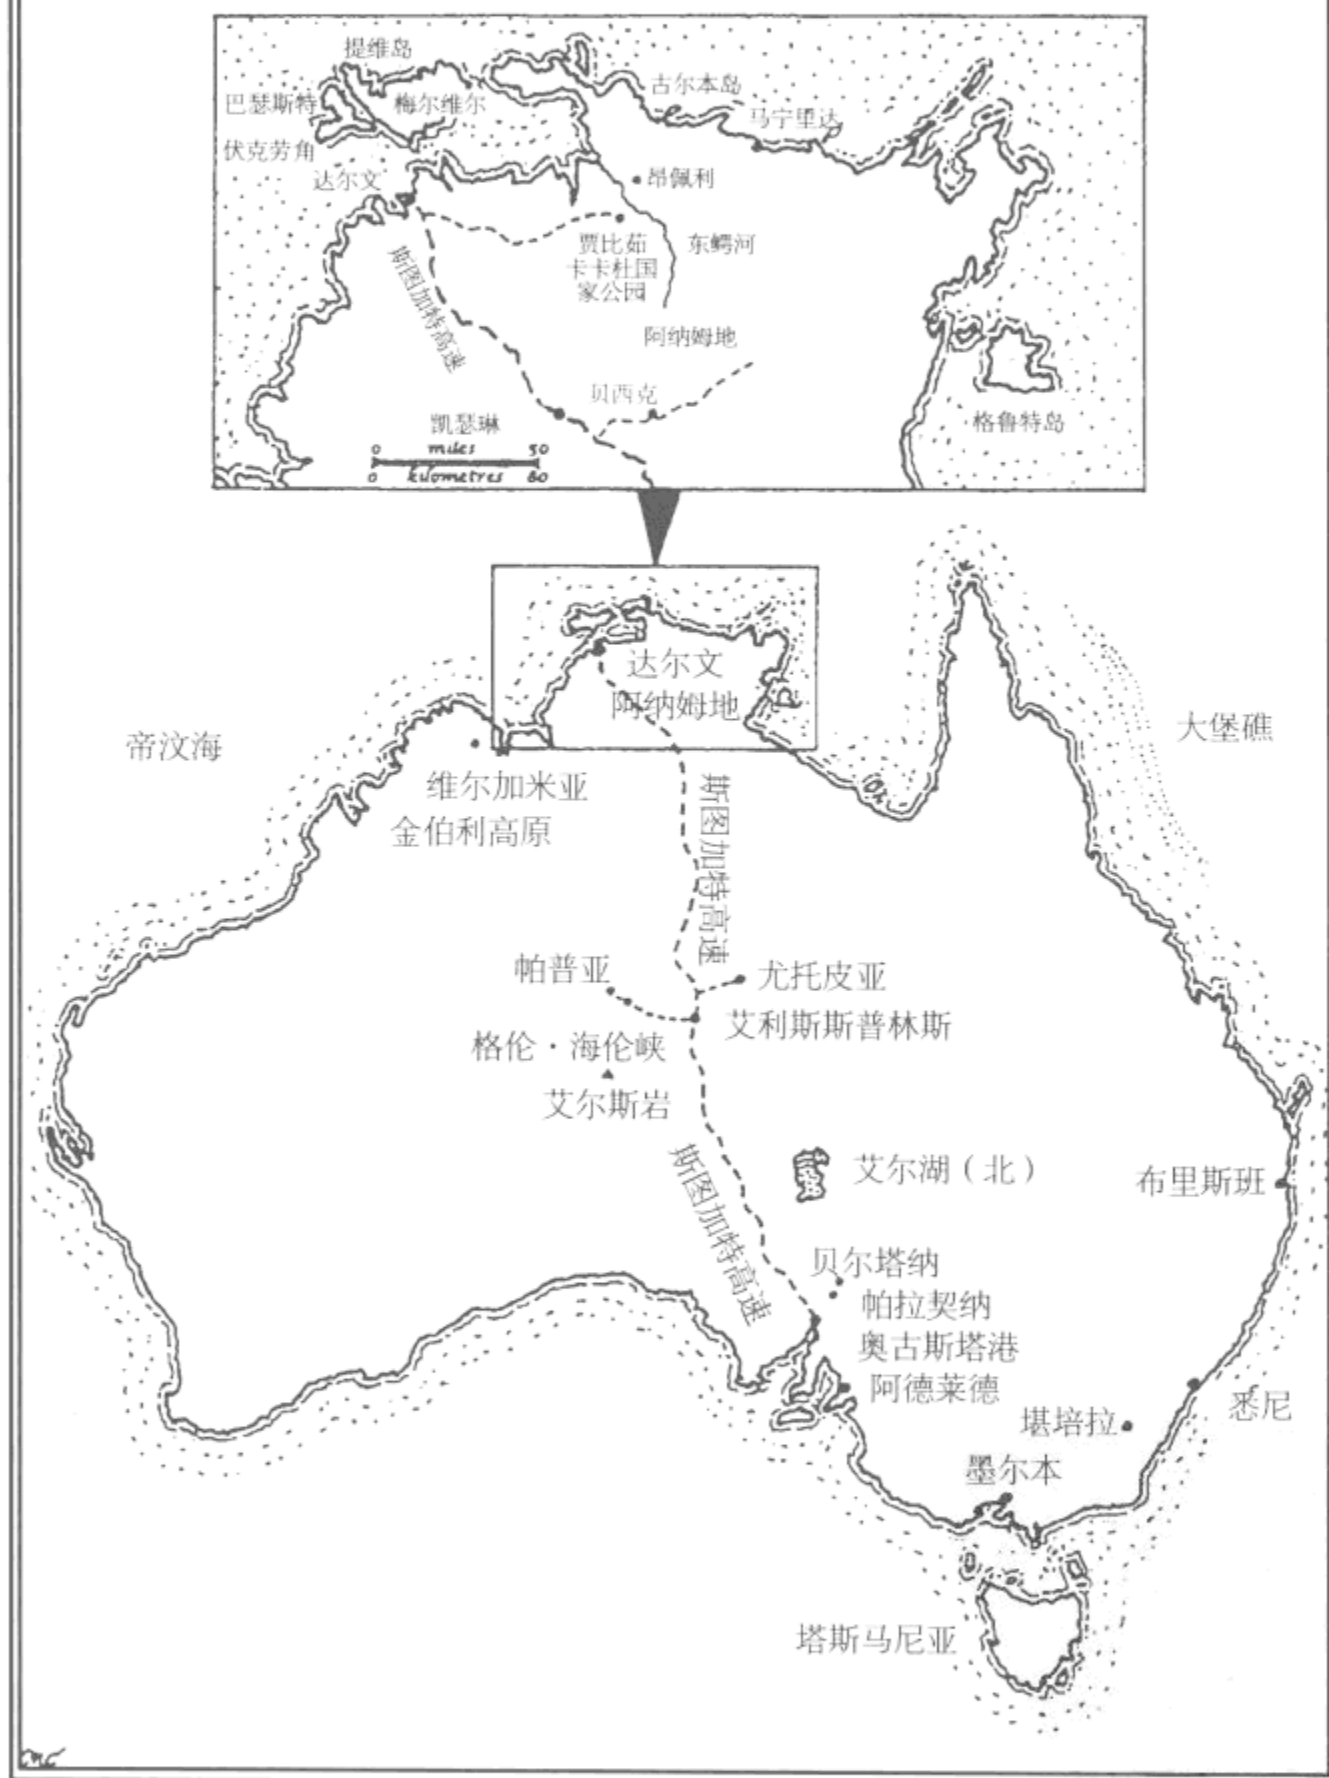 提维岛
巴瑟斯特
梅尔维尔
古尔本岛
马宁里达
伏克劳角
达尔文
昂佩利
贾比茹
卡卡杜国
家公园
东鳄河
斯图加特高速
阿纳姆地
贝西克
凯瑟琳
格鲁特岛
0 miles 50
0 kilometres 80
达尔文
阿纳姆地
帝汶海
大堡礁
维尔加米亚
金伯利高原
斯图加特高速
帕普亚
尤托皮亚
艾利斯斯普林斯
格伦·海伦峡
艾尔斯岩
斯图加特高速
艾尔湖（北）
布里斯班
贝尔塔纳
帕拉契纳
奥古斯塔港
阿德莱德
悉尼
堪培拉
墨尔本
塔斯马尼亚